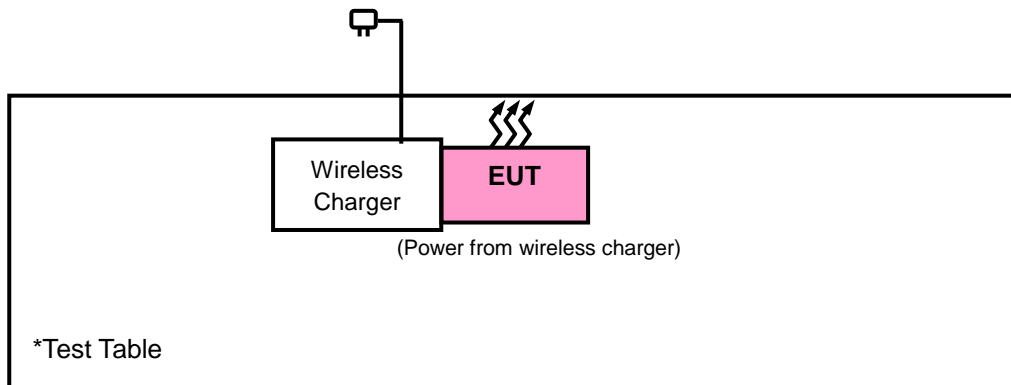 Wireless
Charger
EUT
(Power from wireless charger)
*Test Table